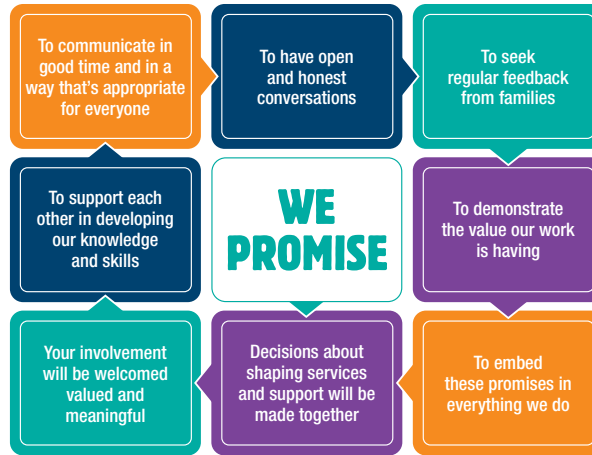 To communicate in
good time and in a
way that's appropriate
for everyone
To have open
and honest
conversations
To seek
regular feedback
from families
To support each
other in developing
our knowledge
and skills
WE
PROMISE
To demonstrate
the value our work
is having
Your involvement
will be welcomed
valued and
meaningful
Decisions about
shaping services
and support will be
made together
To embed
these promises in
everything we do